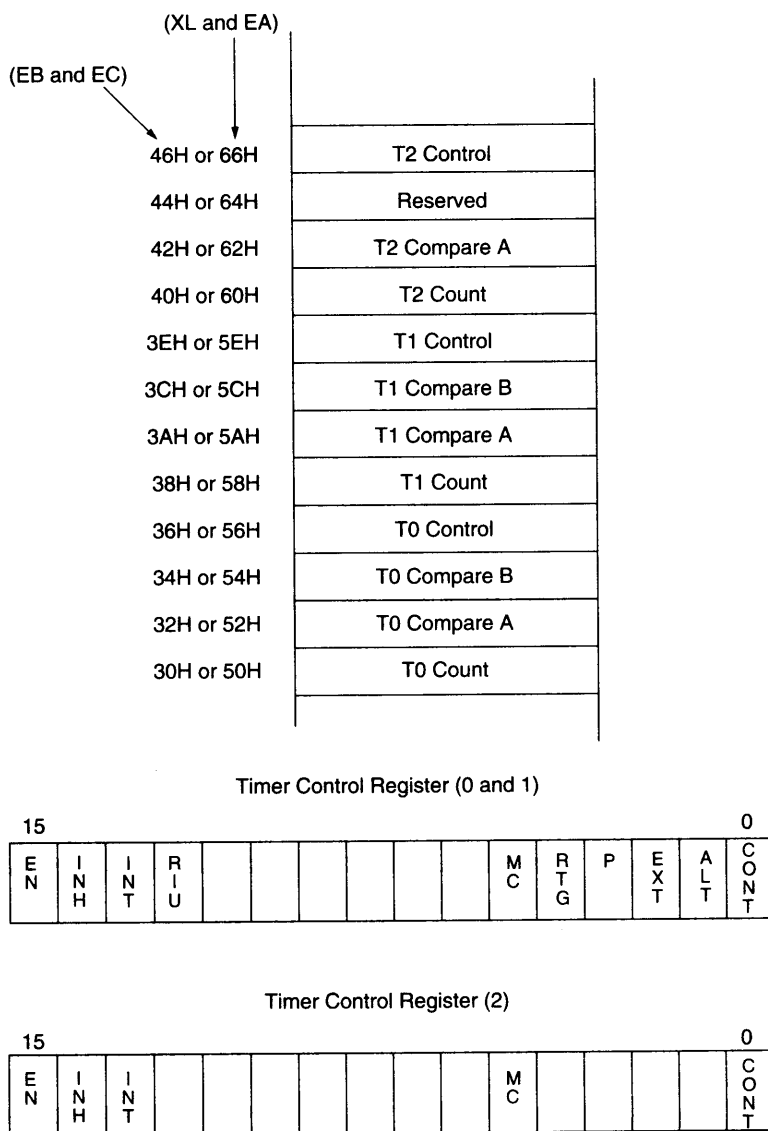 (XL and EA)
(EB and EC)
46H or 66H T2 Control
44H or 64H Reserved
42H or 62H T2 Compare A
40H or 60H T2 Count
3EH or 5EH T1 Control
3CH or 5CH T1 Compare B
3AH or 5AH T1 Compare A
38H or 58H T1 Count
36H or 56H T0 Control
34H or 54H T0 Compare B
32H or 52H T0 Compare A
30H or 50H T0 Count
Timer Control Register (0 and 1)
15 0
EN INH INT RIU MC RTG P EXT ALT CONT
Timer Control Register (2)
15 0
EN INH INT MC CONT